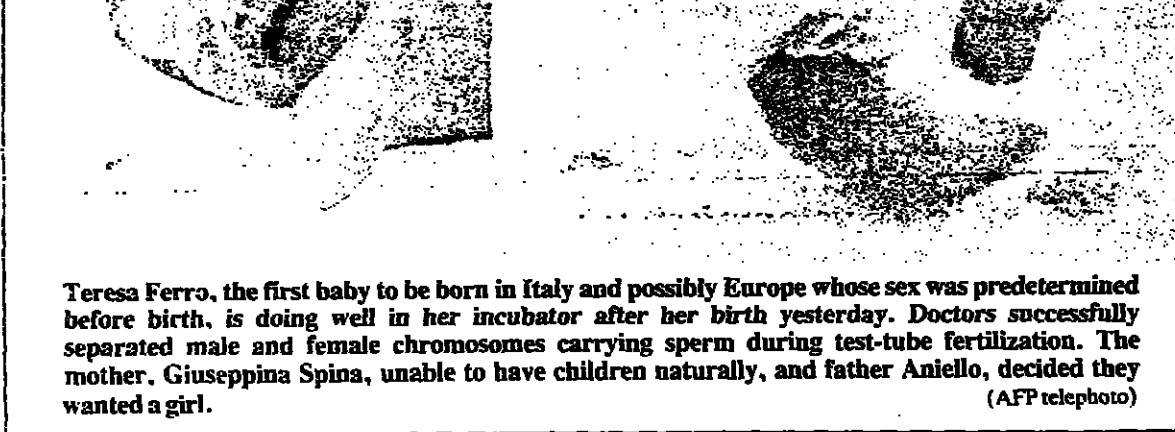 Teresa Ferro, the first baby to be born in Italy and possibly Europe whose sex was predetermined
before birth, is doing well in her incubator after her birth yesterday. Doctors successfully
separated male and female chromosomes carrying sperm during test-tube fertilization. The
mother, Giuseppina Spina, unable to have children naturally, and father Aniello, decided they
wanted a girl. (AFP telephoto)